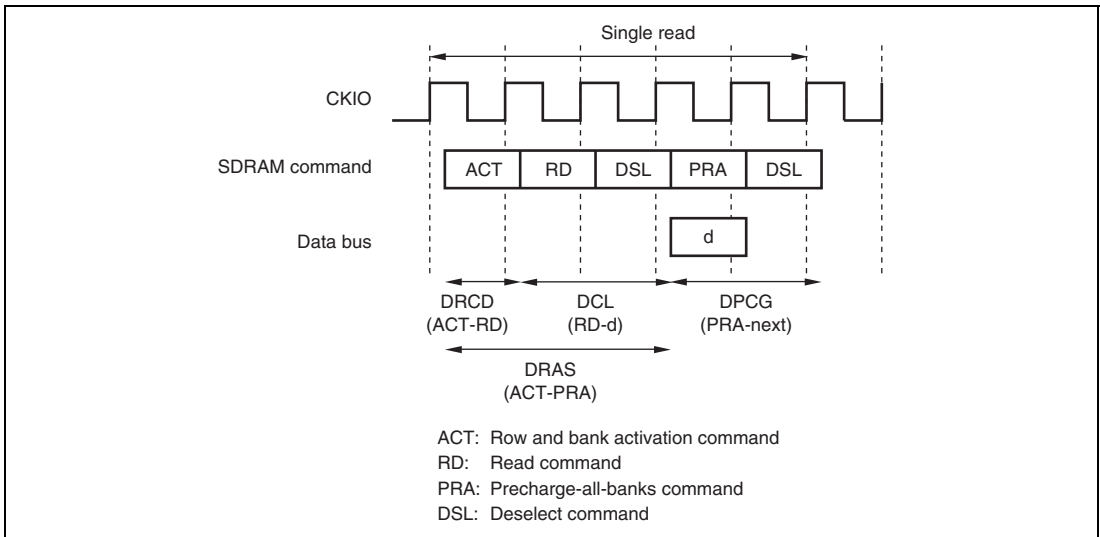 Single read
CKIO
SDRAM command
ACT RD DSL PRA DSL
Data bus
d
DRCD DCL DPCG
(ACT-RD) (RD-d) (PRA-next)
DRAS
(ACT-PRA)
ACT: Row and bank activation command
RD: Read command
PRA: Precharge-all-banks command
DSL: Deselect command